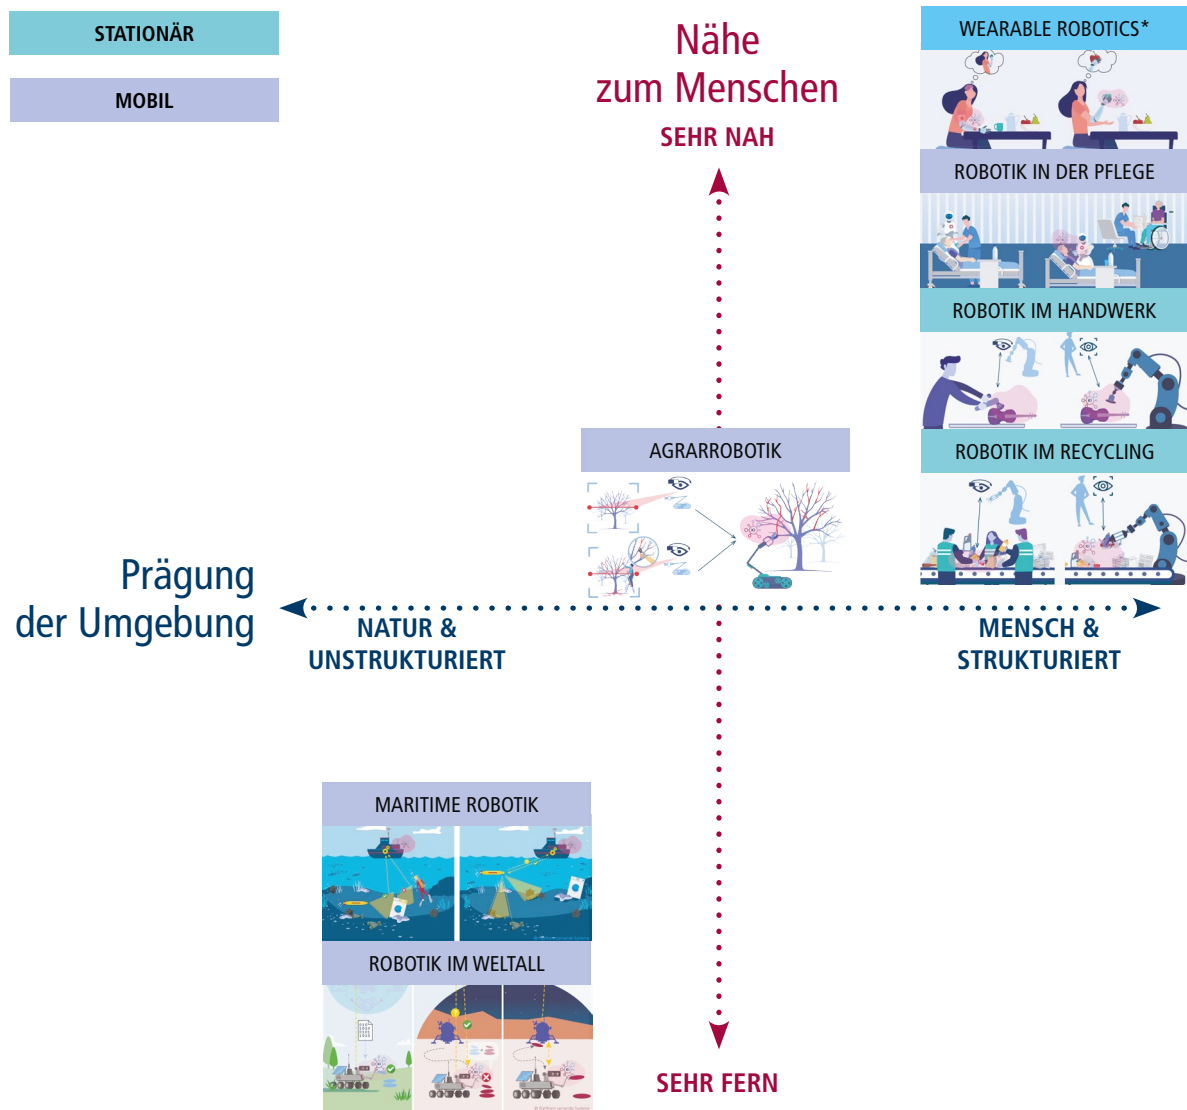 STATIONÄR
MOBIL
Nähe
zum Menschen
SEHR NAH
WEARABLE ROBOTICS*
ROBOTIK IN DER PFLEGE
ROBOTIK IM HANDWERK
ROBOTIK IM RECYCLING
AGRARROBOTIK
Prägung
der Umgebung
NATUR &
UNSTRUKTURIERT
MENSCH &
STRUKTURIERT
MARITIME ROBOTIK
ROBOTIK IM WELTALL
SEHR FERN